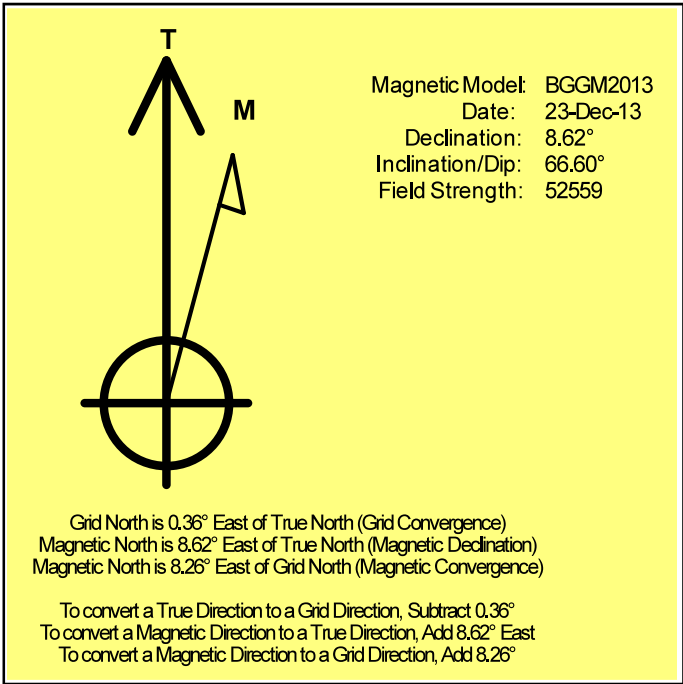 T
M
Magnetic Model: BGGM2013
Date: 23-Dec-13
Declination: 8.62°
Inclination/Dip: 66.60°
Field Strength: 52559
Grid North is 0.36° East of True North (Grid Convergence)
Magnetic North is 8.62° East of True North (Magnetic Declination)
Magnetic North is 8.26° East of Grid North (Magnetic Convergence)
To convert a True Direction to a Grid Direction, Subtract 0.36°
To convert a Magnetic Direction to a True Direction, Add 8.62° East
To convert a Magnetic Direction to a Grid Direction, Add 8.26°